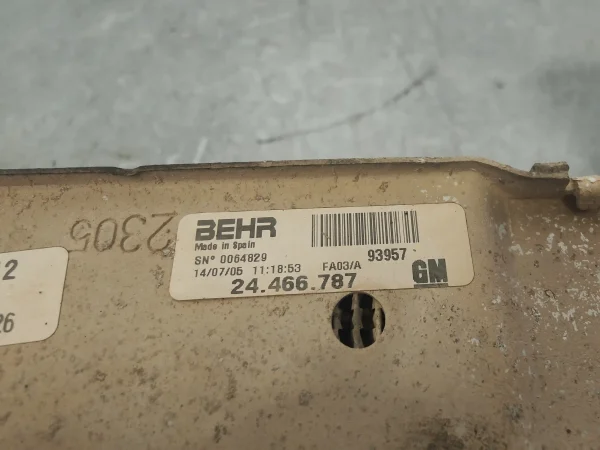 2305
BEHR
Made in Spain
SN° 0064829
93957
14/07/05 11:18:53 FA03/A
GM
24.466.787
2
26